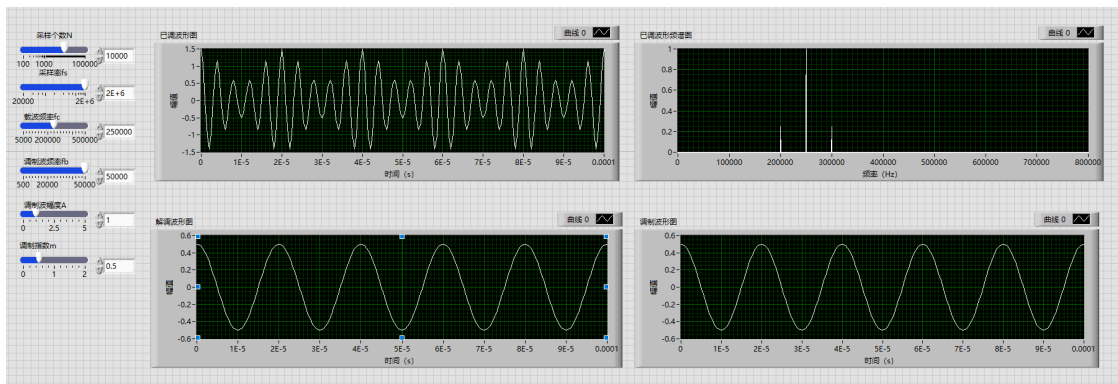 采样个数N
100 1000 100000
10000
采样率fs
20000 2E+6
2E+6
载波频率fc
5000 200000 500000
250000
调制波频率fb
500 20000 50000
50000
调制波幅度A
0 2.5 5
1
调制指数m
0 1 2
0.5
已调波形图
曲线 0
幅值
1.5
1
0.5
0
-0.5
-1
-1.5
0 1E-5 2E-5 3E-5 4E-5 5E-5 6E-5 7E-5 8E-5 9E-5 0.0001
时间 (s)
已调波形频谱图
曲线 0
幅值
1
0.8
0.6
0.4
0.2
0
0 100000 200000 300000 400000 500000 600000 700000 800000
频率 (Hz)
解调波形图
曲线 0
幅值
0.6
0.4
0.2
0
-0.2
-0.4
-0.6
0 1E-5 2E-5 3E-5 4E-5 5E-5 6E-5 7E-5 8E-5 9E-5 0.0001
时间 (s)
调制波形图
曲线 0
幅值
0.6
0.4
0.2
0
-0.2
-0.4
-0.6
0 1E-5 2E-5 3E-5 4E-5 5E-5 6E-5 7E-5 8E-5 9E-5 0.0001
时间 (s)